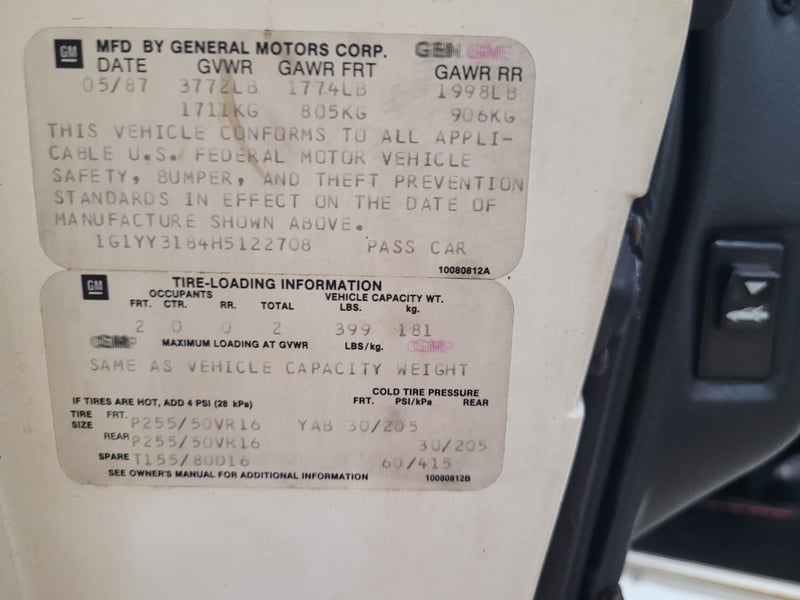 GM MFD BY GENERAL MOTORS CORP. GEN GME
DATE GVWR GAWR FRT GAWR RR
05/87 3772LB 1774LB 1998LB
1711KG 805KG 906KG
THIS VEHICLE CONFORMS TO ALL APPLI-
CABLE U.S. FEDERAL MOTOR VEHICLE
SAFETY, BUMPER, AND THEFT PREVENTION
STANDARDS IN EFFECT ON THE DATE OF
MANUFACTURE SHOWN ABOVE.
1G1YY3184H5122708 PASS CAR
10080812A
GM TIRE-LOADING INFORMATION
OCCUPANTS VEHICLE CAPACITY WT.
FRT. CTR. RR. TOTAL LBS. kg.
2 0 0 2 399 181
MAXIMUM LOADING AT GVWR LBS/kg.
SAME AS VEHICLE CAPACITY WEIGHT
COLD TIRE PRESSURE
IF TIRES ARE HOT, ADD 4 PSI (28 kPa) FRT. PSI/kPa REAR
TIRE SIZE FRT. P255/50VR16 YAB 30/205
REAR P255/50VR16 30/205
SPARE T155/80D16 60/415
SEE OWNER'S MANUAL FOR ADDITIONAL INFORMATION 10080812B